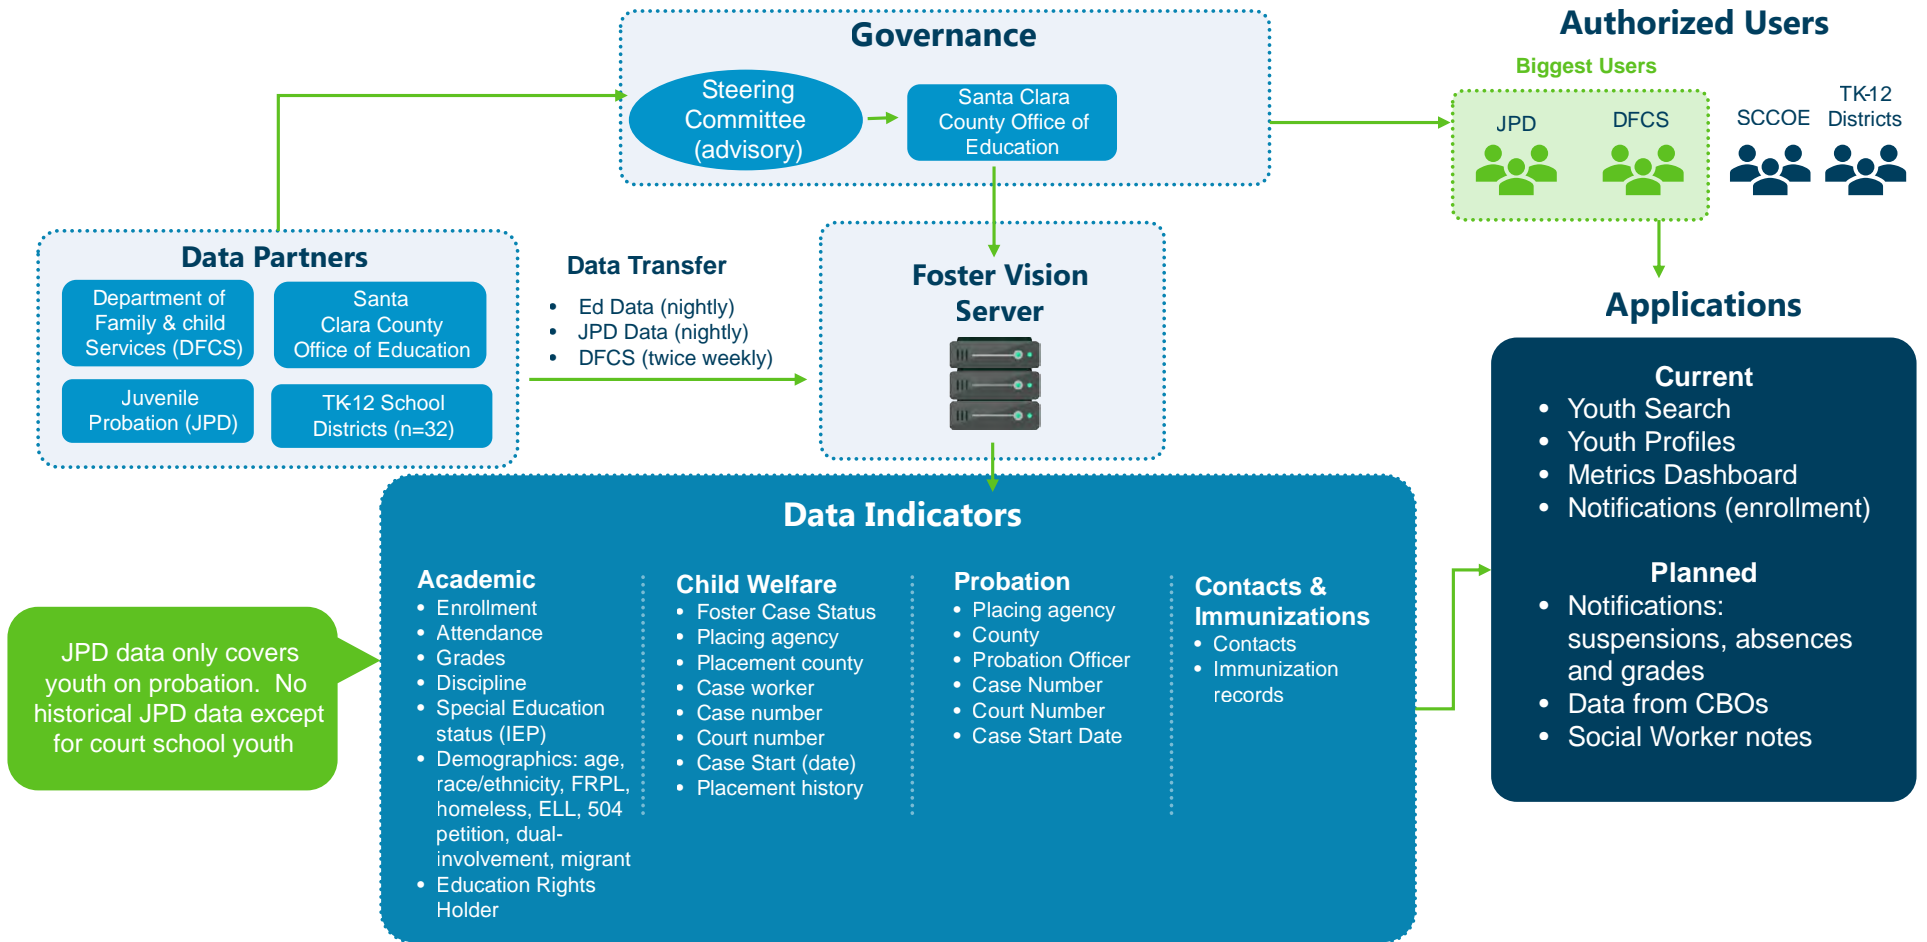 Governance
Steering
Committee
(advisory)
Santa Clara
County Office of
Education
Authorized Users
Biggest Users
JPD
DFCS
SCCOE
TK-12
Districts
Data Partners
Department of
Family & child
Services (DFCS)
Santa
Clara County
Office of Education
Juvenile
Probation (JPD)
TK-12 School
Districts (n=32)
Data Transfer
• Ed Data (nightly)
• JPD Data (nightly)
• DFCS (twice weekly)
Foster Vision
Server
Applications
Current
• Youth Search
• Youth Profiles
• Metrics Dashboard
• Notifications (enrollment)
Planned
• Notifications:
suspensions, absences
and grades
• Data from CBOs
• Social Worker notes
Data Indicators
Academic
• Enrollment
• Attendance
• Grades
• Discipline
• Special Education
status (IEP)
• Demographics: age,
race/ethnicity, FRPL,
homeless, ELL, 504
petition, dual-
involvement, migrant
• Education Rights
Holder
Child Welfare
• Foster Case Status
• Placing agency
• Placement county
• Case worker
• Case number
• Court number
• Case Start (date)
• Placement history
Probation
• Placing agency
• County
• Probation Officer
• Case Number
• Court Number
• Case Start Date
Contacts &
Immunizations
• Contacts
• Immunization
records
JPD data only covers
youth on probation. No
historical JPD data except
for court school youth